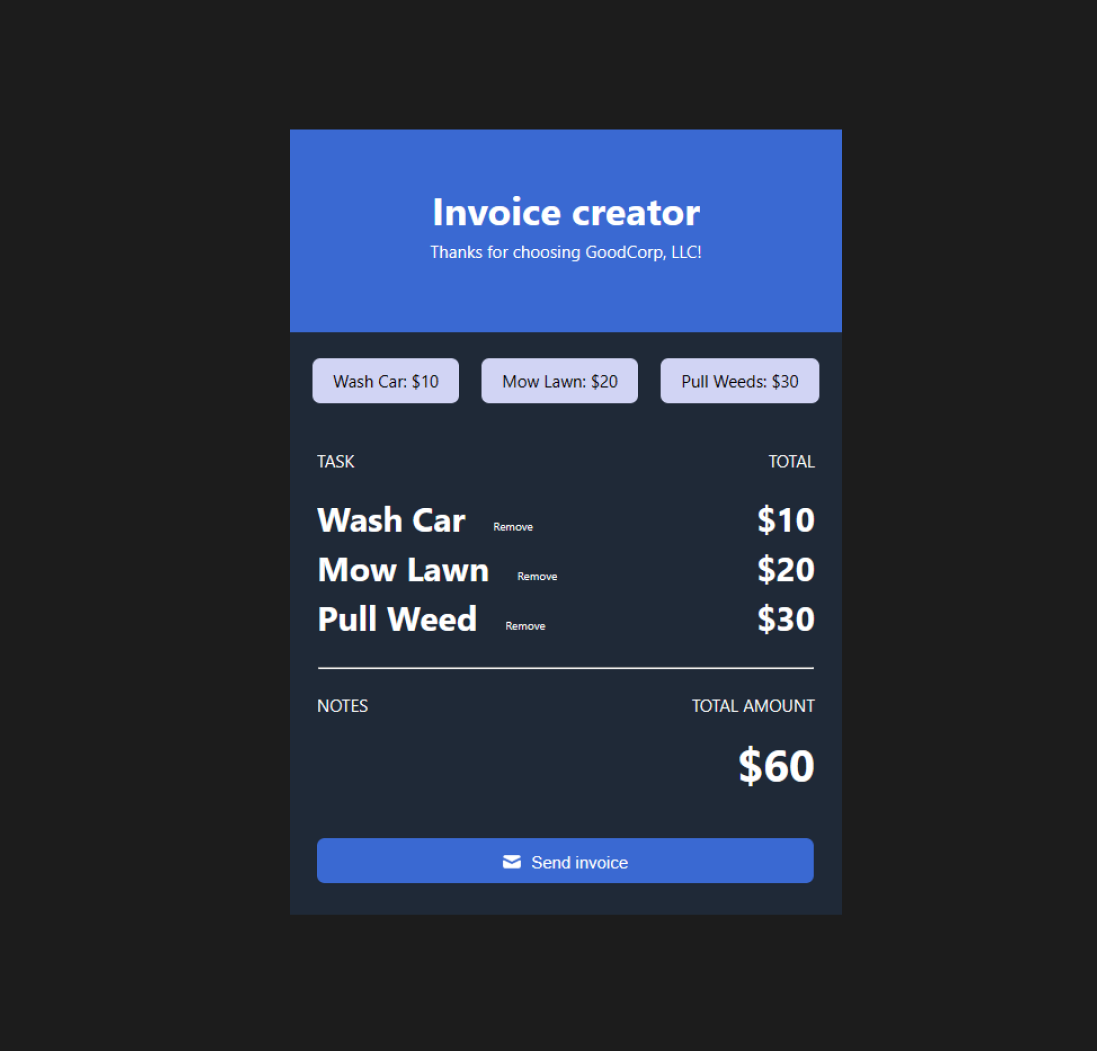 Invoice creator
Thanks for choosing GoodCorp, LLC!
Wash Car: $10 Mow Lawn: $20 Pull Weeds: $30
TASK TOTAL
Wash Car Remove $10
Mow Lawn Remove $20
Pull Weed Remove $30
NOTES TOTAL AMOUNT
$60
Send invoice